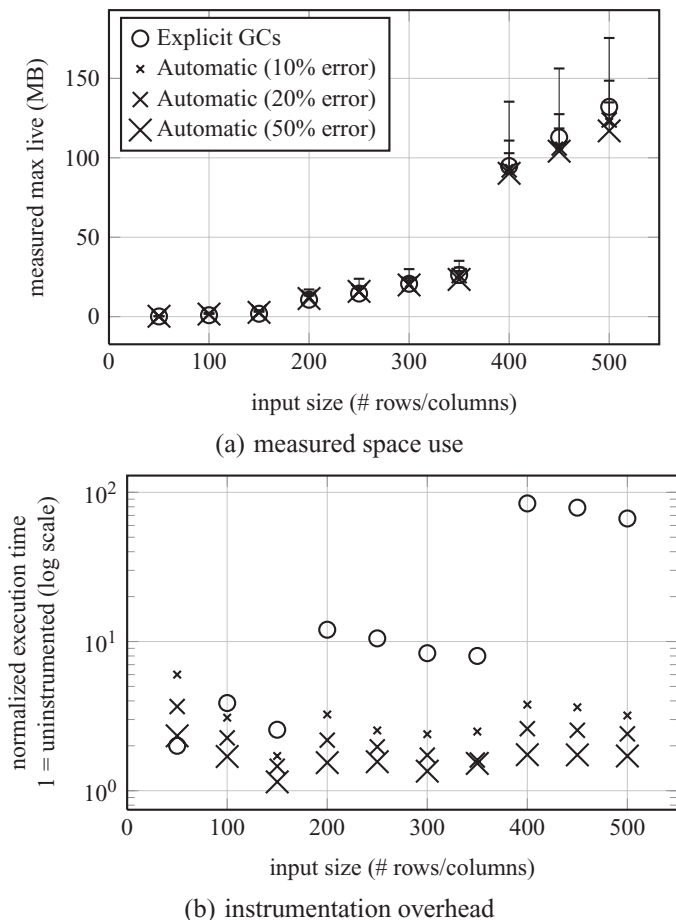 Explicit GCs
Automatic (10% error)
Automatic (20% error)
Automatic (50% error)
measured max live (MB)
150
100
50
0
0 100 200 300 400 500
input size (# rows/columns)
(a) measured space use
normalized execution time
1 = uninstrumented (log scale)
10²
10¹
10⁰
0 100 200 300 400 500
input size (# rows/columns)
(b) instrumentation overhead